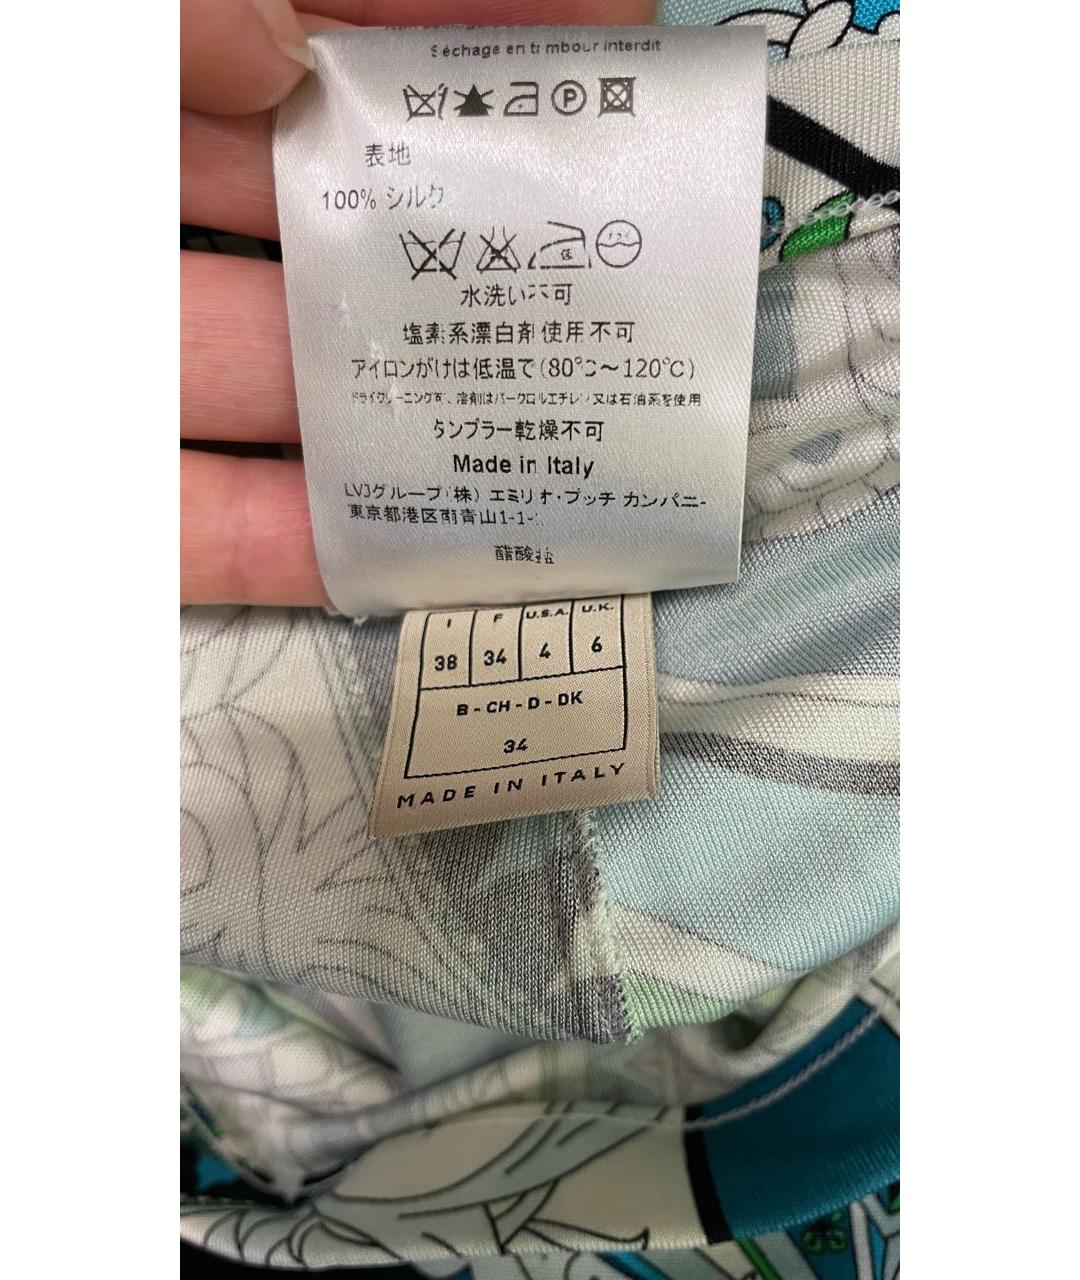 Séchage en tambour interdit
P
表地
100% シルク
低
ドライ
水洗い不可
塩素系漂白剤使用不可
アイロンがけは低温で(80℃～120℃)
ドライクリーニング可、溶剤はパークロルエチレン又は石油系を使用
タンブラー乾燥不可
Made in Italy
LVJグループ(株) エミリオ・プッチ カンパニー
東京都港区南青山1-1-
酷酸
I F U.S.A. U.K.
38 34 4 6
B - CH - D - DK
34
MADE IN ITALY